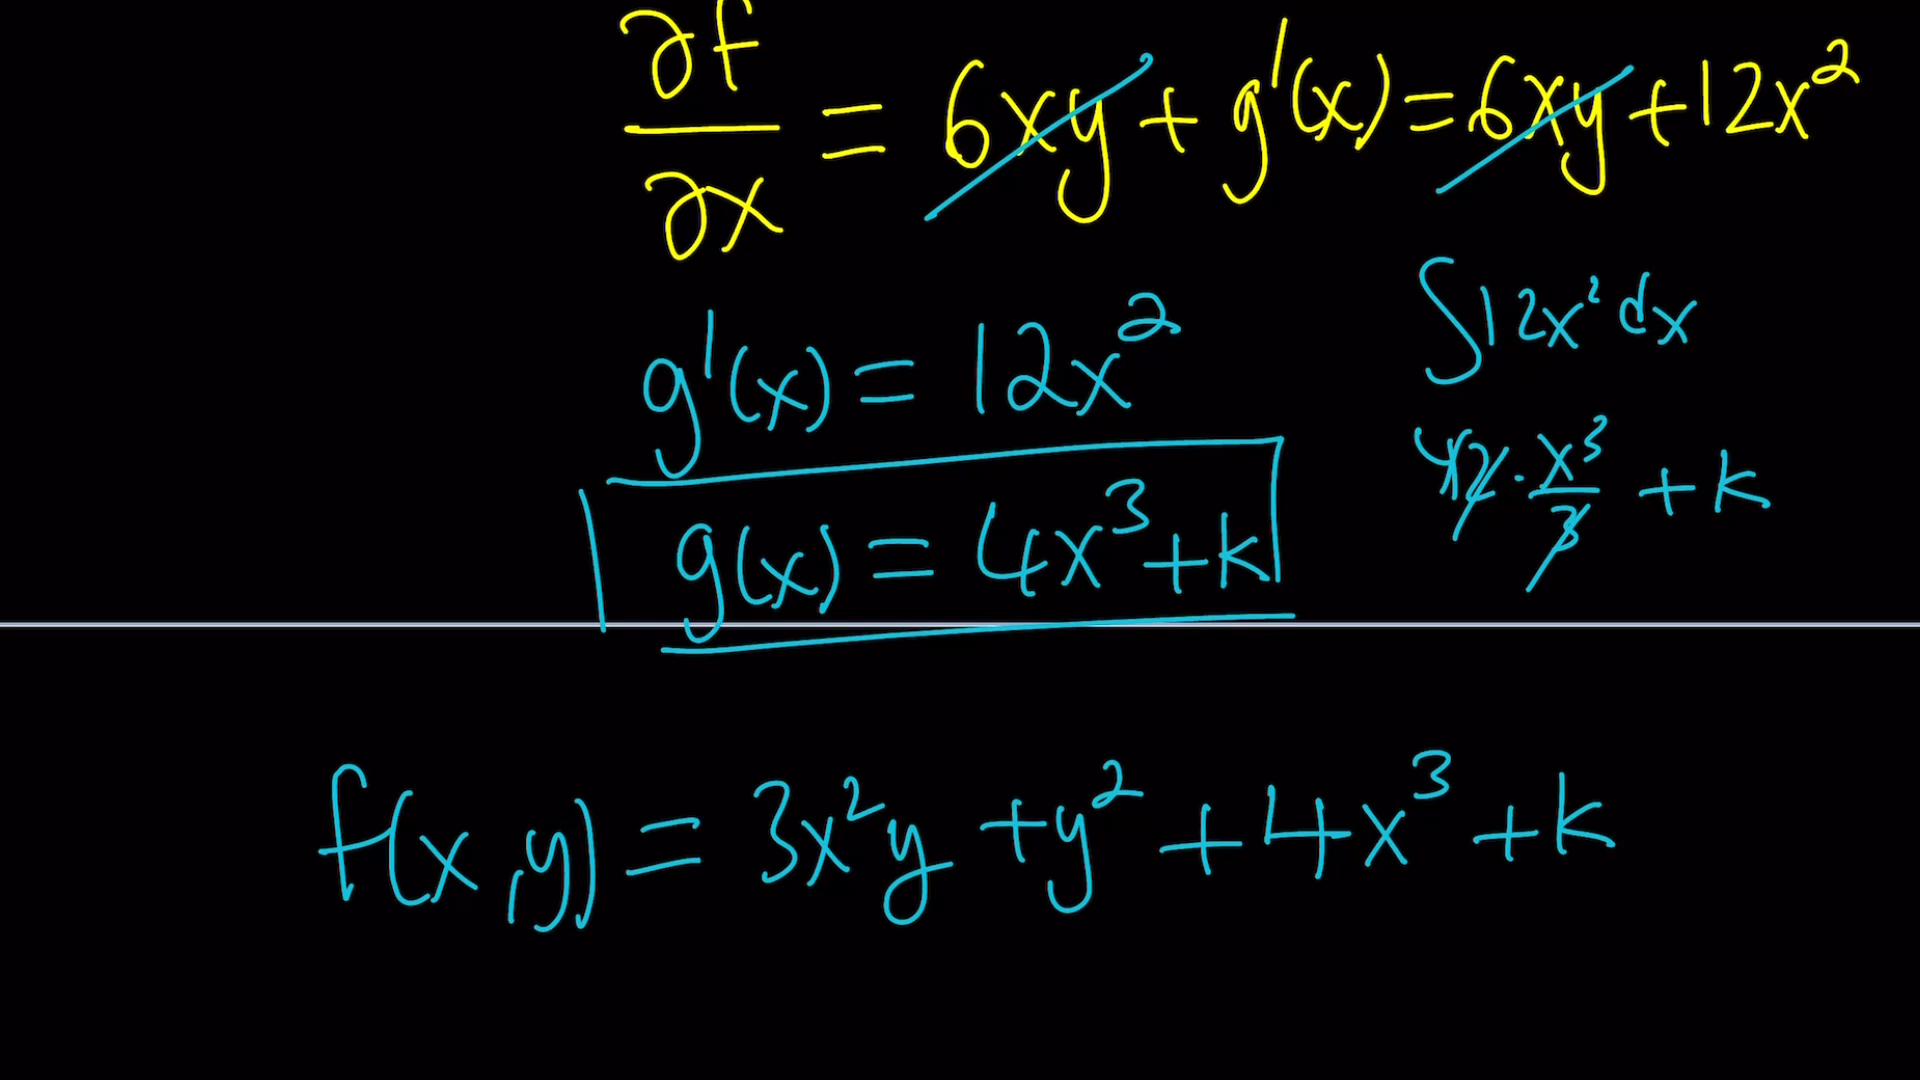 ∂f/∂x = 6xy + g'(x) = 6xy + 12x²
∫12x² dx
g'(x) = 12x²
4 12 · x³/3 + k
g(x) = 4x³ + k
f(x,y) = 3x²y + y² + 4x³ + k